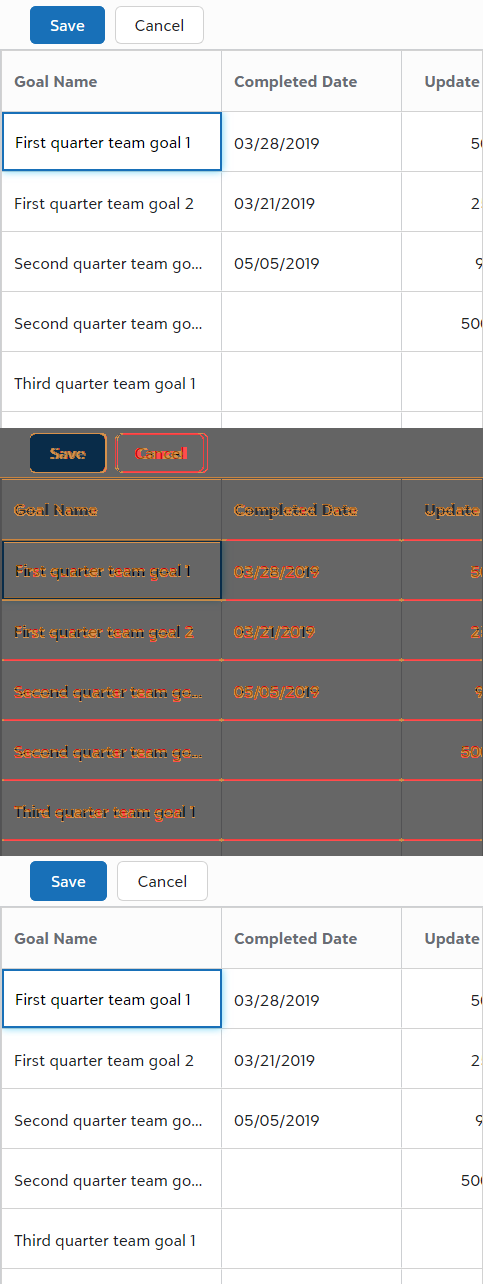 Save Cancel
Goal Name Completed Date Update
First quarter team goal 1 03/28/2019 50
First quarter team goal 2 03/21/2019 2
Second quarter team go... 05/05/2019 9
Second quarter team go... 500
Third quarter team goal 1
Save Cancel
Goal Name Completed Date Update
First quarter team goal 1 03/28/2019 50
First quarter team goal 2 03/21/2019 2
Second quarter team go... 05/05/2019 9
Second quarter team go... 500
Third quarter team goal 1
Save Cancel
Goal Name Completed Date Update
First quarter team goal 1 03/28/2019 50
First quarter team goal 2 03/21/2019 2
Second quarter team go... 05/05/2019 9
Second quarter team go... 500
Third quarter team goal 1